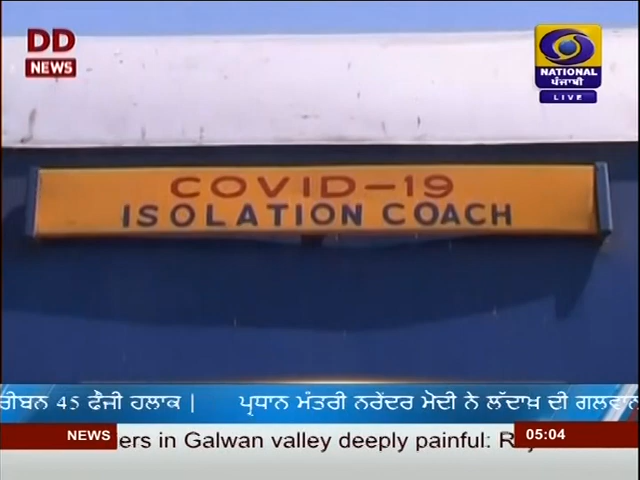 DD
NEWS
NATIONAL
ਪੰਜਾਬੀ
LIVE
COVID-19
ISOLATION COACH
45 ਫੌਜੀ ਹਲਾਕ | ਪ੍ਰਧਾਨ ਮੰਤਰੀ ਨਰੇਂਦਰ ਮੋਦੀ ਨੇ ਲੱਦਾਖ਼ ਦੀ
NEWS
ers in Galwan valley deeply painful:
05:04